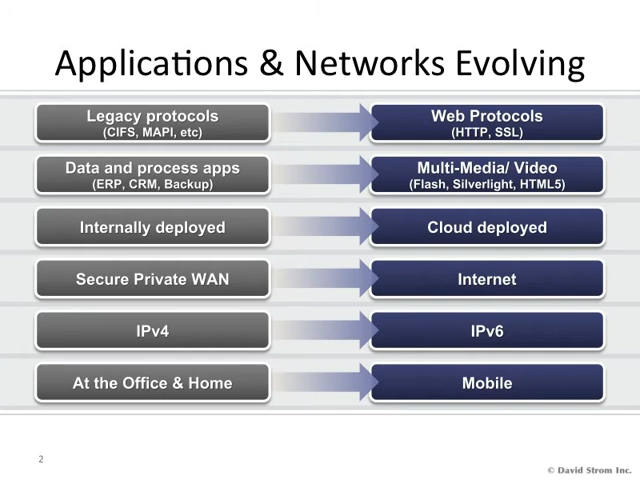 Applications & Networks Evolving
Legacy protocols
(CIFS, MAPI, etc)
Web Protocols
(HTTP, SSL)
Data and process apps
(ERP, CRM, Backup)
Multi-Media/ Video
(Flash, Silverlight, HTML5)
Internally deployed
Cloud deployed
Secure Private WAN
Internet
IPv4
IPv6
At the Office & Home
Mobile
2
© David Strom Inc.